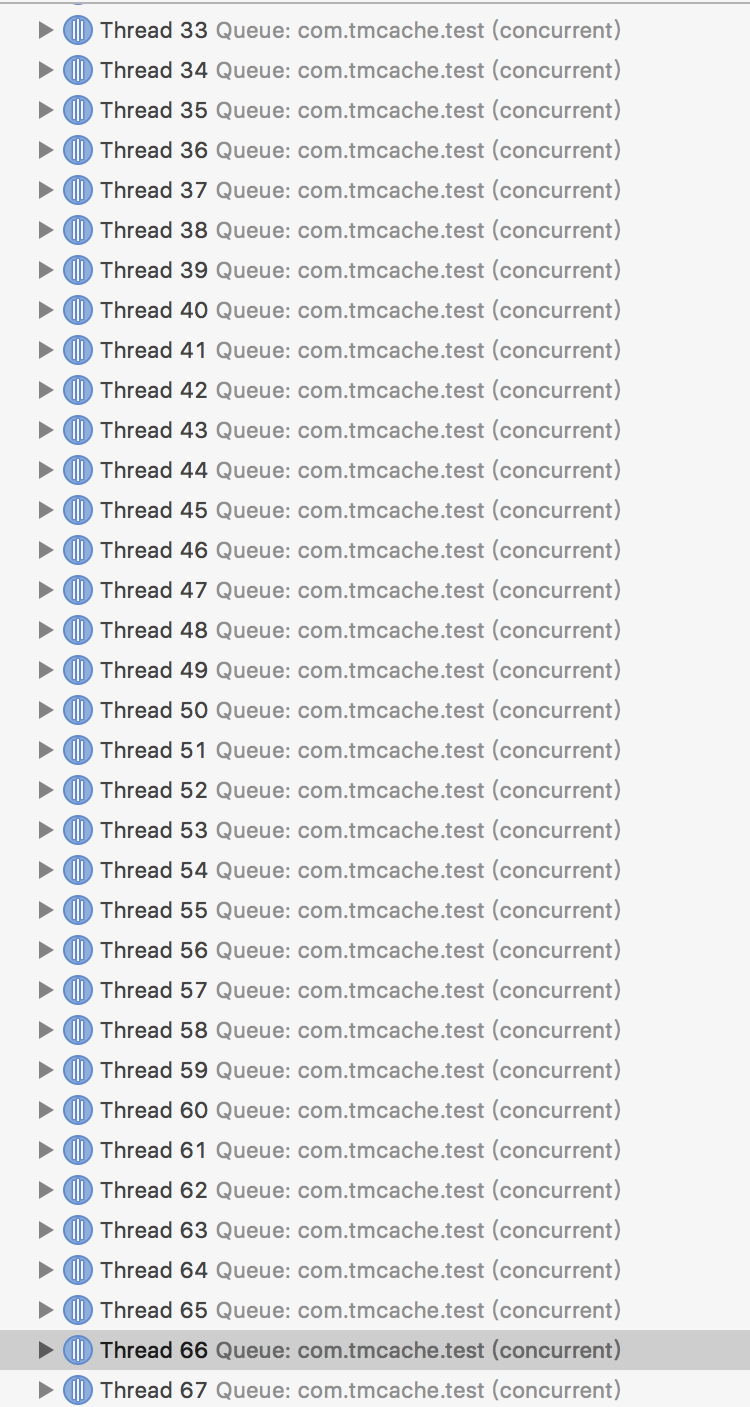 Thread 33 Queue: com.tmcache.test (concurrent)
Thread 34 Queue: com.tmcache.test (concurrent)
Thread 35 Queue: com.tmcache.test (concurrent)
Thread 36 Queue: com.tmcache.test (concurrent)
Thread 37 Queue: com.tmcache.test (concurrent)
Thread 38 Queue: com.tmcache.test (concurrent)
Thread 39 Queue: com.tmcache.test (concurrent)
Thread 40 Queue: com.tmcache.test (concurrent)
Thread 41 Queue: com.tmcache.test (concurrent)
Thread 42 Queue: com.tmcache.test (concurrent)
Thread 43 Queue: com.tmcache.test (concurrent)
Thread 44 Queue: com.tmcache.test (concurrent)
Thread 45 Queue: com.tmcache.test (concurrent)
Thread 46 Queue: com.tmcache.test (concurrent)
Thread 47 Queue: com.tmcache.test (concurrent)
Thread 48 Queue: com.tmcache.test (concurrent)
Thread 49 Queue: com.tmcache.test (concurrent)
Thread 50 Queue: com.tmcache.test (concurrent)
Thread 51 Queue: com.tmcache.test (concurrent)
Thread 52 Queue: com.tmcache.test (concurrent)
Thread 53 Queue: com.tmcache.test (concurrent)
Thread 54 Queue: com.tmcache.test (concurrent)
Thread 55 Queue: com.tmcache.test (concurrent)
Thread 56 Queue: com.tmcache.test (concurrent)
Thread 57 Queue: com.tmcache.test (concurrent)
Thread 58 Queue: com.tmcache.test (concurrent)
Thread 59 Queue: com.tmcache.test (concurrent)
Thread 60 Queue: com.tmcache.test (concurrent)
Thread 61 Queue: com.tmcache.test (concurrent)
Thread 62 Queue: com.tmcache.test (concurrent)
Thread 63 Queue: com.tmcache.test (concurrent)
Thread 64 Queue: com.tmcache.test (concurrent)
Thread 65 Queue: com.tmcache.test (concurrent)
Thread 66 Queue: com.tmcache.test (concurrent)
Thread 67 Queue: com.tmcache.test (concurrent)